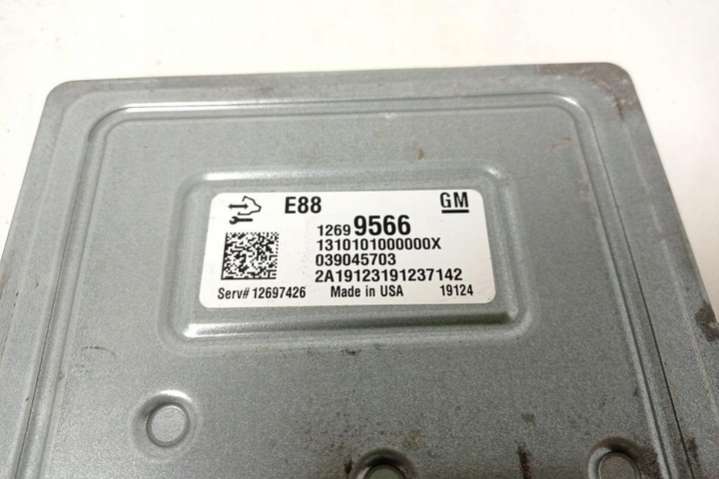 E88 GM
12699566
1310101000000X
039045703
2A19123191237142
Serv# 12697426 Made in USA 19124